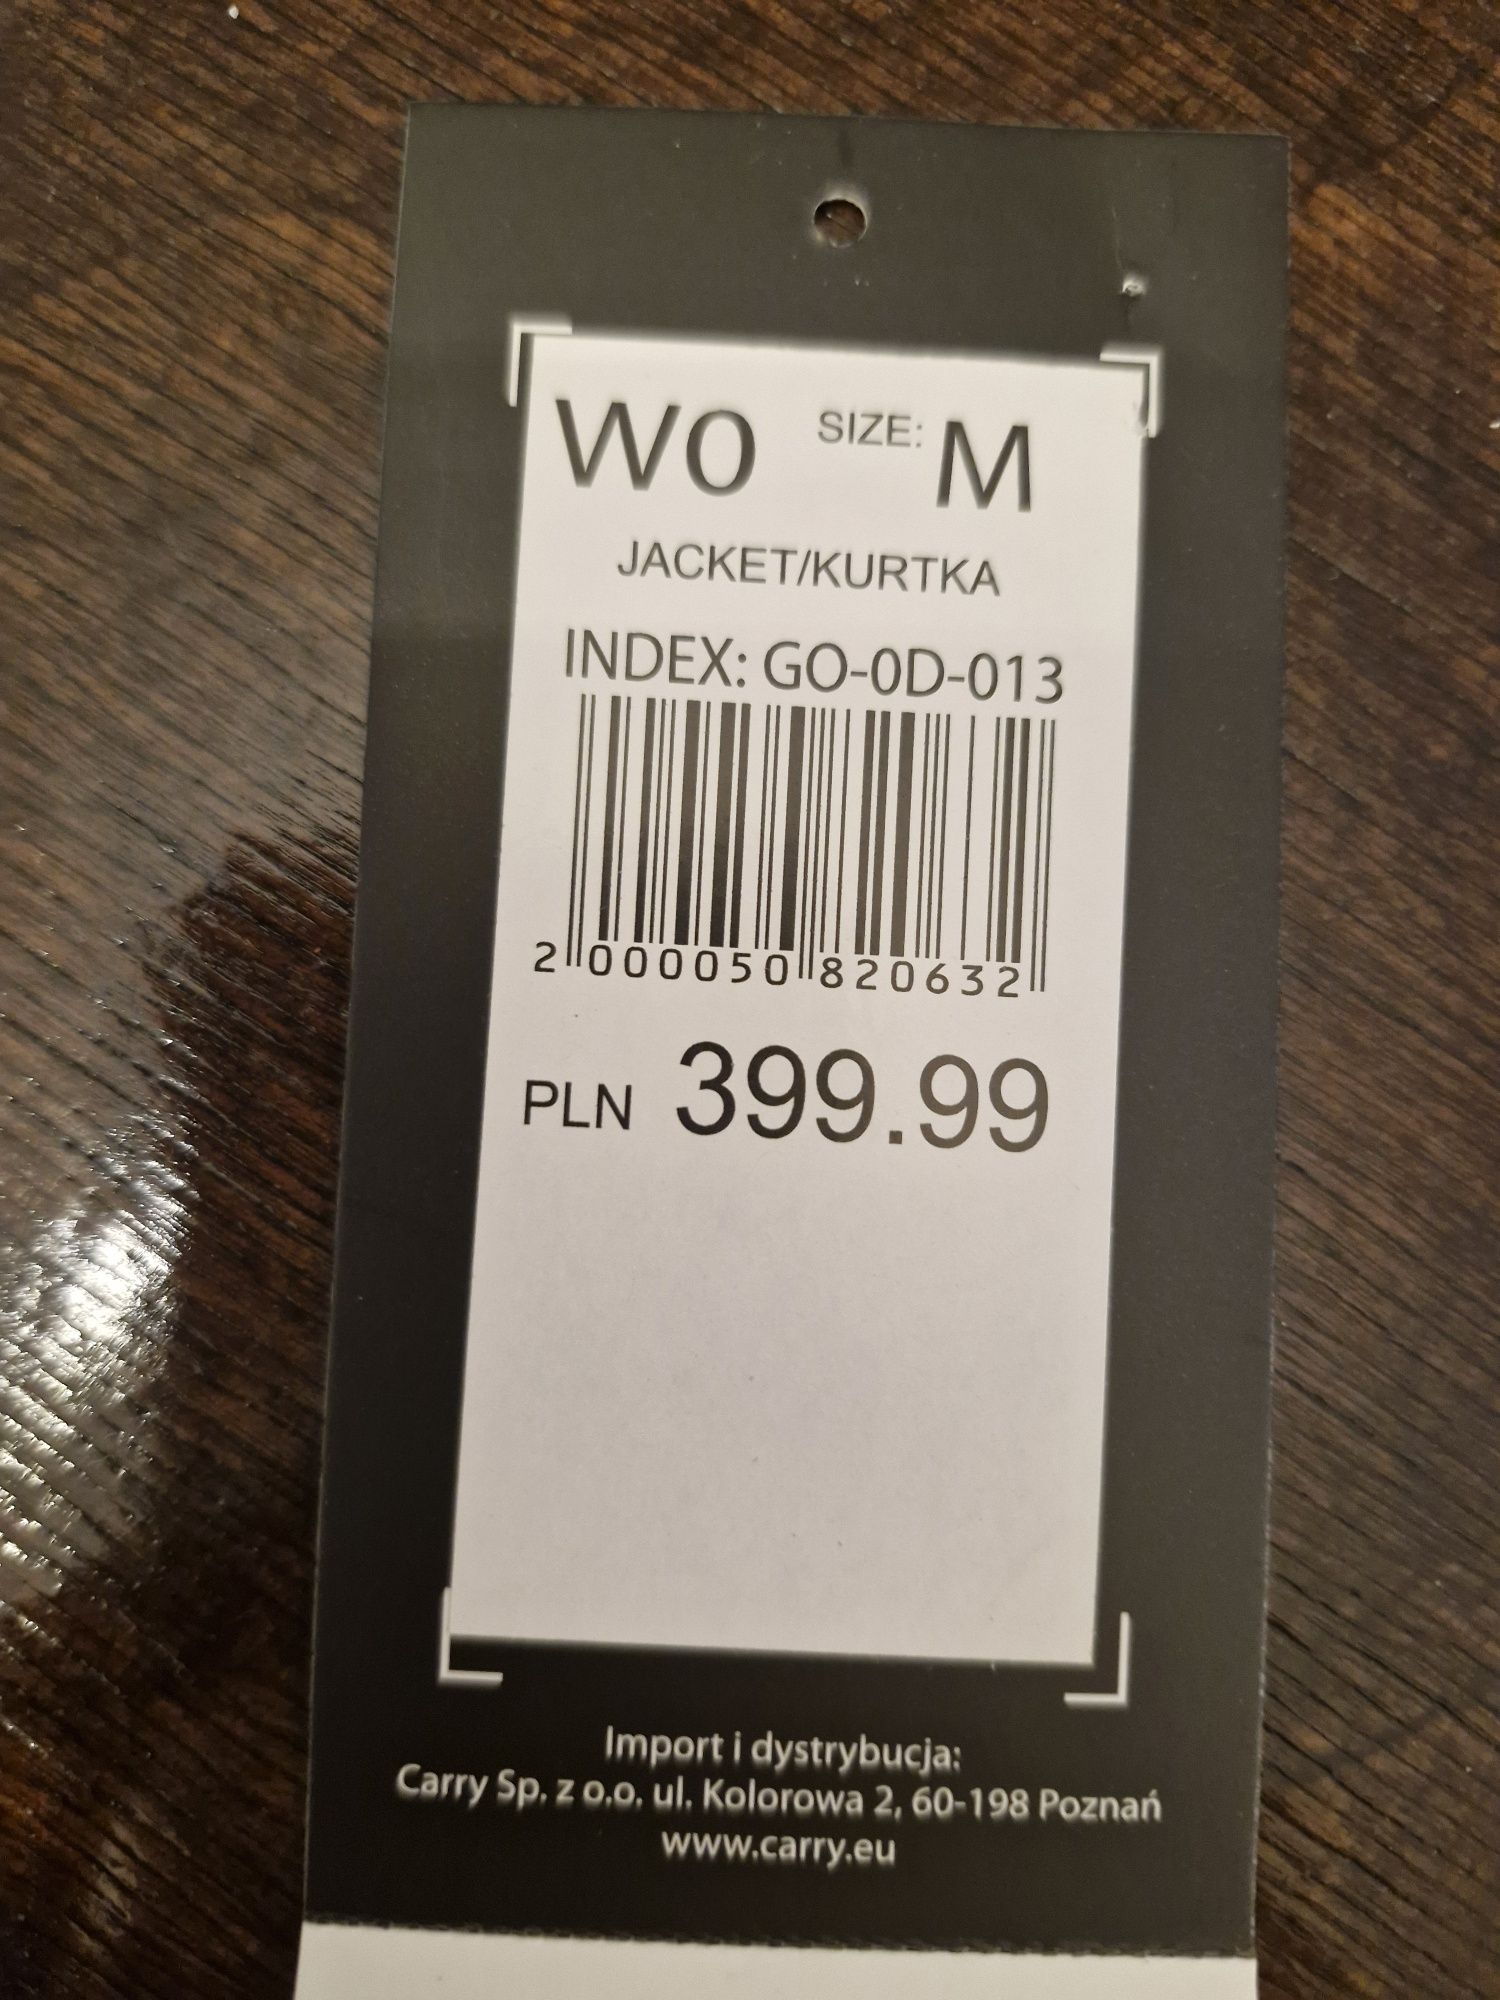 W0 SIZE: M
JACKET/KURTKA
INDEX: GO-0D-013
2 000050 820632
PLN 399.99
Import i dystrybucja:
Carry Sp. z o.o. ul. Kolorowa 2, 60-198 Poznań
www.carry.eu